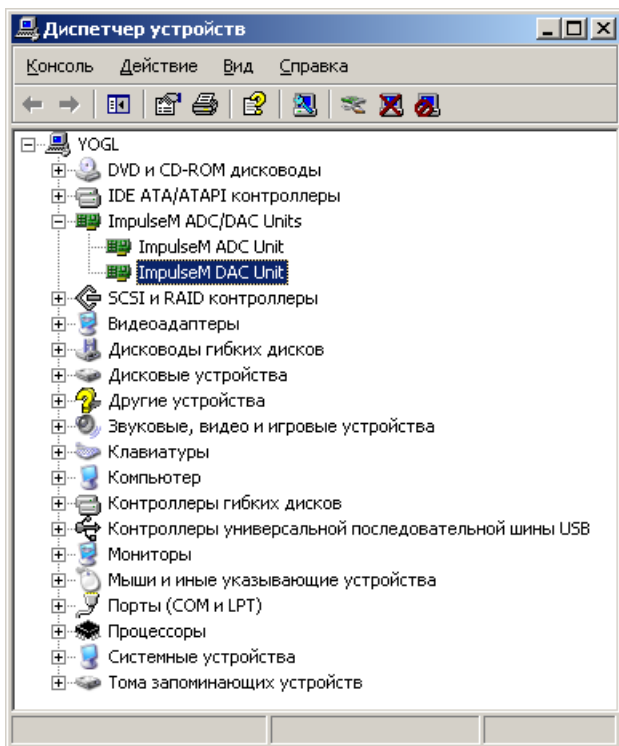 Диспетчер устройств
Консоль Действие Вид Справка
YOGL
DVD и CD-ROM дисководы
IDE ATA/ATAPI контроллеры
ImpulseM ADC/DAC Units
ImpulseM ADC Unit
ImpulseM DAC Unit
SCSI и RAID контроллеры
Видеоадаптеры
Дисководы гибких дисков
Дисковые устройства
Другие устройства
Звуковые, видео и игровые устройства
Клавиатуры
Компьютер
Контроллеры гибких дисков
Контроллеры универсальной последовательной шины USB
Мониторы
Мыши и иные указывающие устройства
Порты (COM и LPT)
Процессоры
Системные устройства
Тома запоминающих устройств